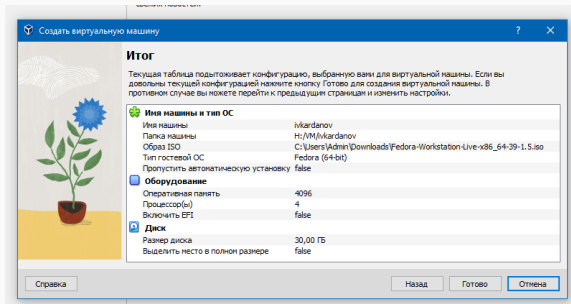 Создать виртуальную машину
Итог
Текущая таблица подытоживает конфигурацию, выбранную вами для виртуальной машины. Если вы
довольны текущей конфигурацией нажмите кнопку Готово для создания виртуальной машины. В
противном случае вы можете перейти к предыдущим страницам и изменить настройки.
Имя машины и тип ОС
Имя машины ivkardanov
Папка машины H:/VM/ivkardanov
Образ ISO C:\Users\Admin\Downloads\Fedora-Workstation-Live-x86_64-39-1.5.iso
Тип гостевой ОС Fedora (64-bit)
Пропустить автоматическую установку false
Оборудование
Оперативная память 4096
Процессор(ы) 4
Включить EFI false
Диск
Размер диска 30,00 ГБ
Выделить место в полном размере false
Справка Назад Готово Отмена